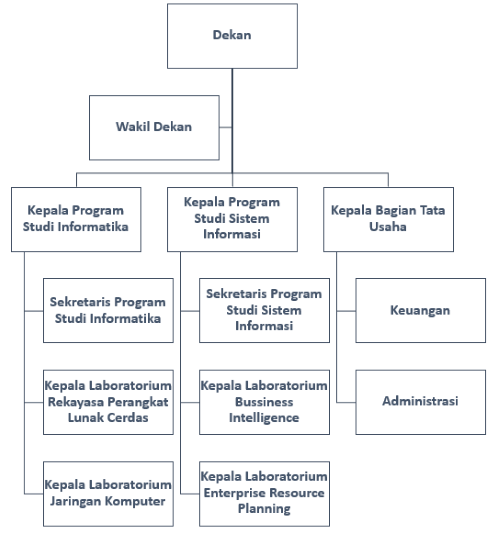 Dekan
Wakil Dekan
Kepala Program
Studi Informatika
Kepala Program
Studi Sistem
Informasi
Kepala Bagian Tata
Usaha
Sekretaris Program
Studi Informatika
Sekretaris Program
Studi Sistem
Informasi
Keuangan
Kepala Laboratorium
Rekayasa Perangkat
Lunak Cerdas
Kepala Laboratorium
Bussiness
Intelligence
Administrasi
Kepala Laboratorium
Jaringan Komputer
Kepala Laboratorium
Enterprise Resource
Planning